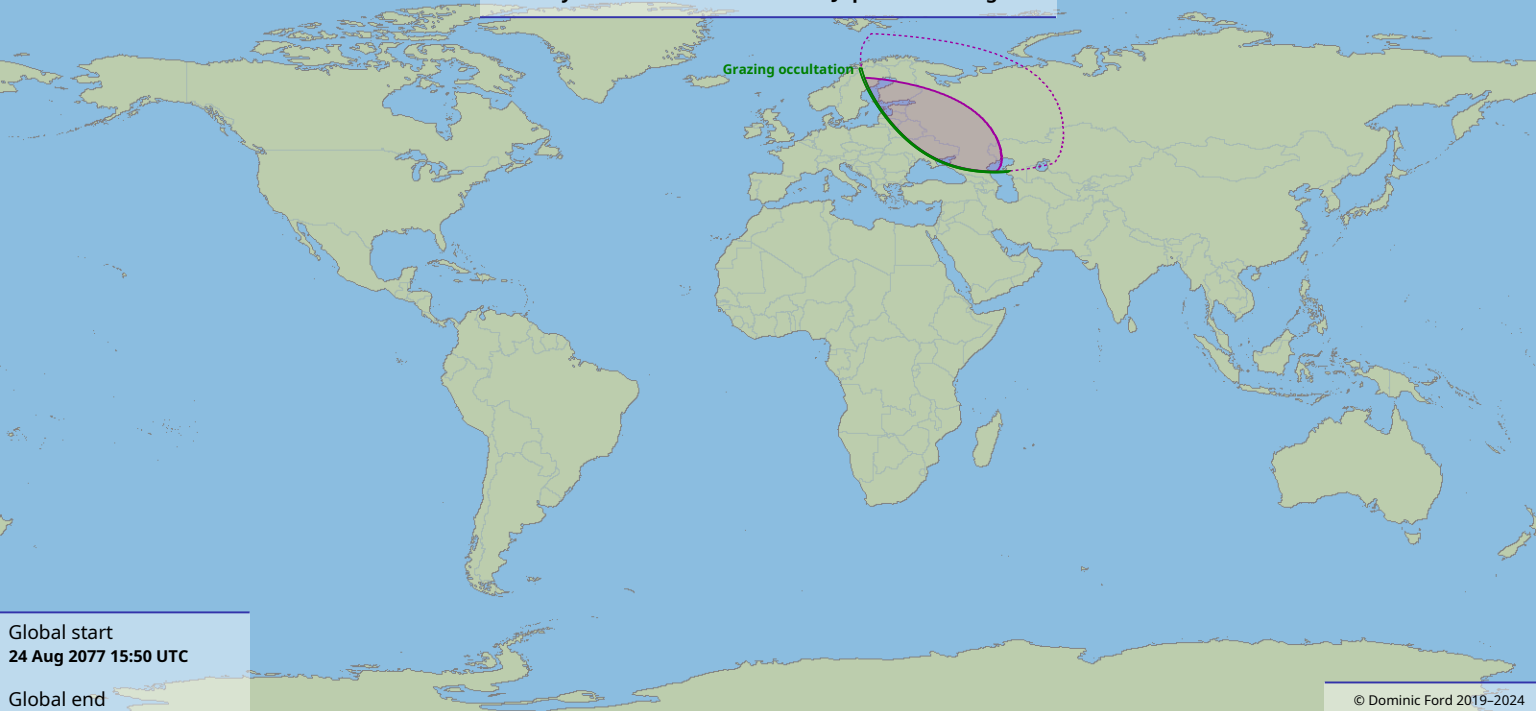 Grazing occultation
Global start
24 Aug 2077 15:50 UTC
Global end
© Dominic Ford 2019–2024